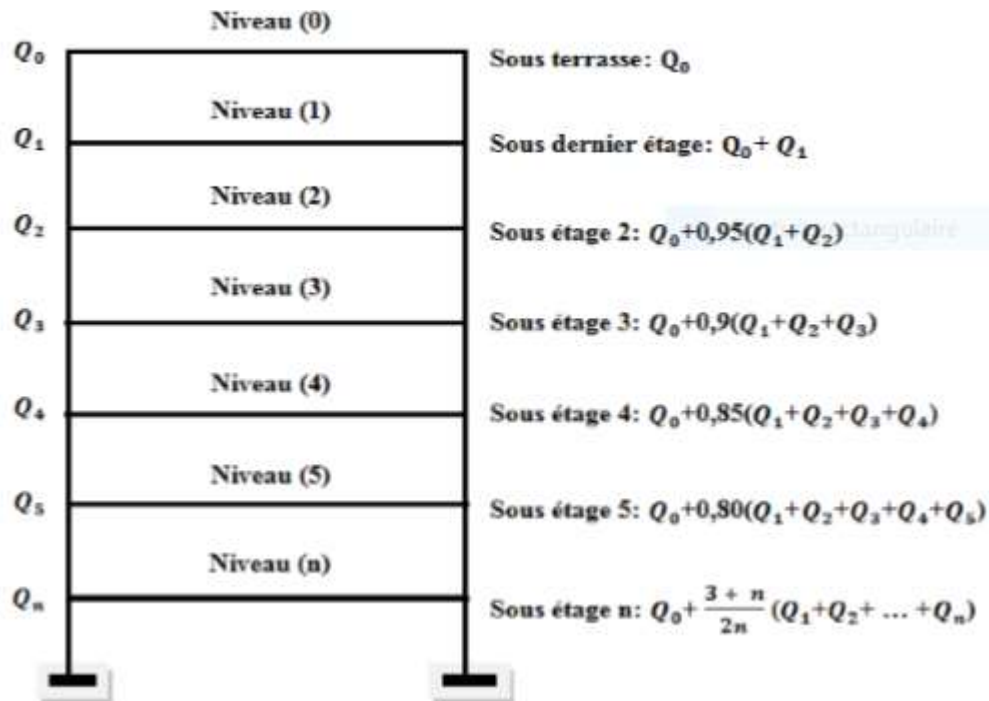 Niveau (0)
Q₀
Sous terrasse: Q₀
Niveau (1)
Q₁
Sous dernier étage: Q₀+ Q₁
Niveau (2)
Q₂
Sous étage 2: Q₀+0,95(Q₁+Q₂)
Niveau (3)
Q₃
Sous étage 3: Q₀+0,9(Q₁+Q₂+Q₃)
Niveau (4)
Q₄
Sous étage 4: Q₀+0,85(Q₁+Q₂+Q₃+Q₄)
Niveau (5)
Q₅
Sous étage 5: Q₀+0,80(Q₁+Q₂+Q₃+Q₄+Q₅)
Niveau (n)
Qₙ
Sous étage n: Q₀+ (3 + n)/2n (Q₁+Q₂+ … +Qₙ)